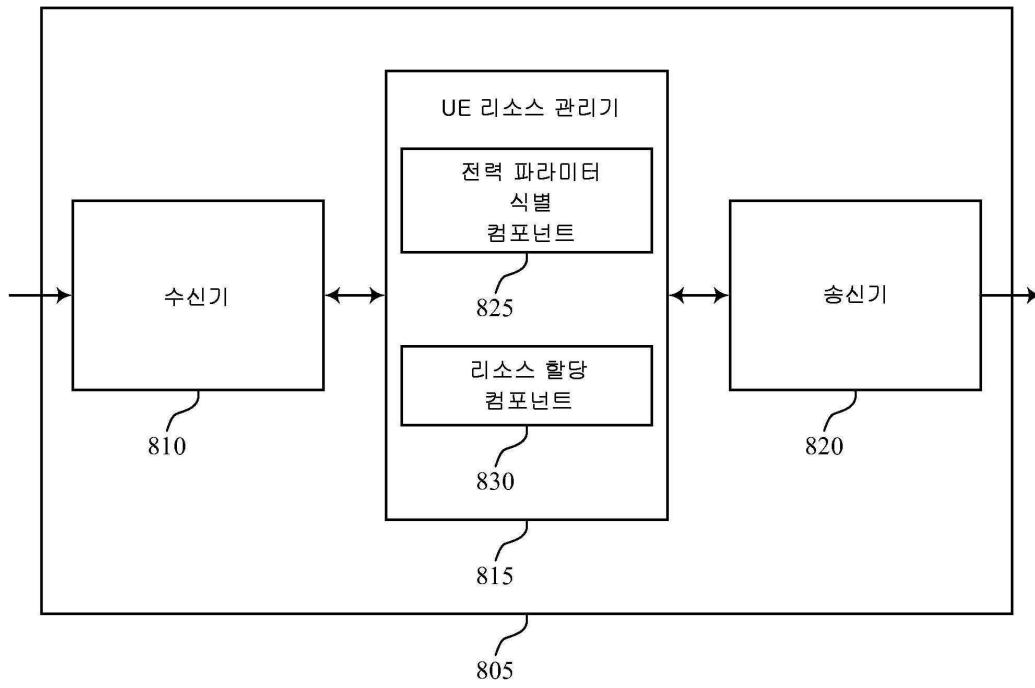 UE 리소스 관리기
전력 파라미터
식별
컴포넌트
825
수신기
810
리소스 할당
컴포넌트
830
815
송신기
820
805